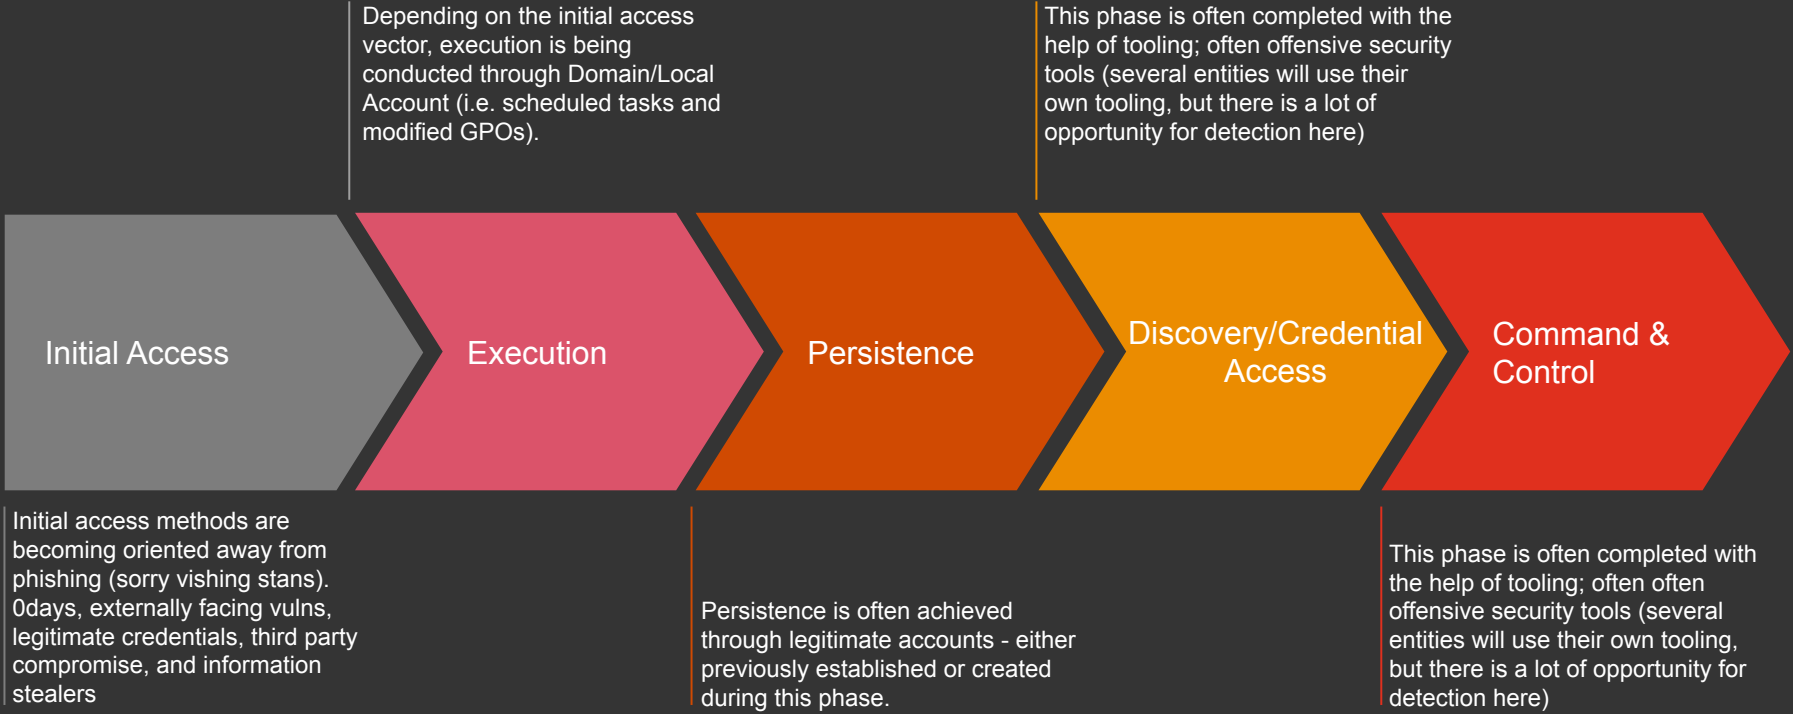 Depending on the initial access
vector, execution is being
conducted through Domain/Local
Account (i.e. scheduled tasks and
modified GPOs).
This phase is often completed with the
help of tooling; often offensive security
tools (several entities will use their
own tooling, but there is a lot of
opportunity for detection here)
Initial Access
Execution
Persistence
Discovery/Credential
Access
Command &
Control
Initial access methods are
becoming oriented away from
phishing (sorry vishing stans).
0days, externally facing vulns,
legitimate credentials, third party
compromise, and information
stealers
Persistence is often achieved
through legitimate accounts - either
previously established or created
during this phase.
This phase is often completed with
the help of tooling; often often
offensive security tools (several
entities will use their own tooling,
but there is a lot of opportunity for
detection here)